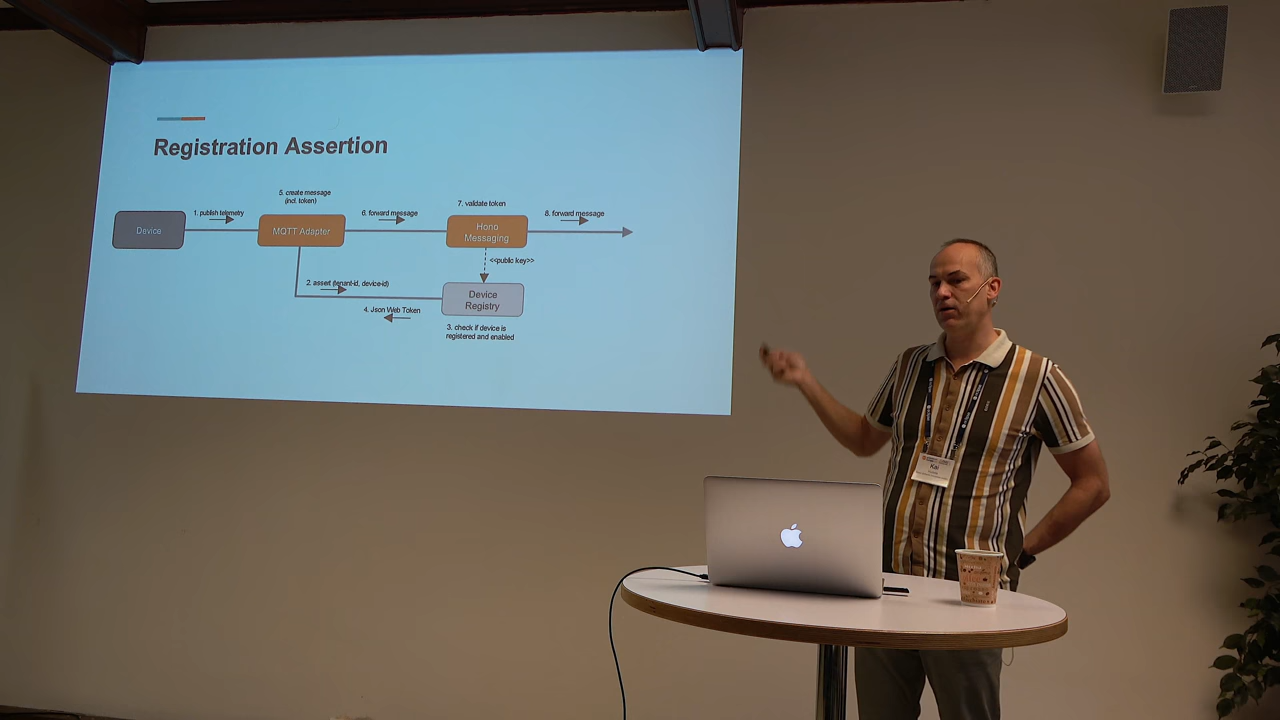 Registration Assertion
5. create message
(incl. token)
7. validate token
1. publish telemetry
6. forward message
8. forward message
Device
MQTT Adapter
Hono
Messaging
<<public key>>
2. assert (tenant-id, device-id)
Device
Registry
4. Json Web Token
3. check if device is
registered and enabled
Kai